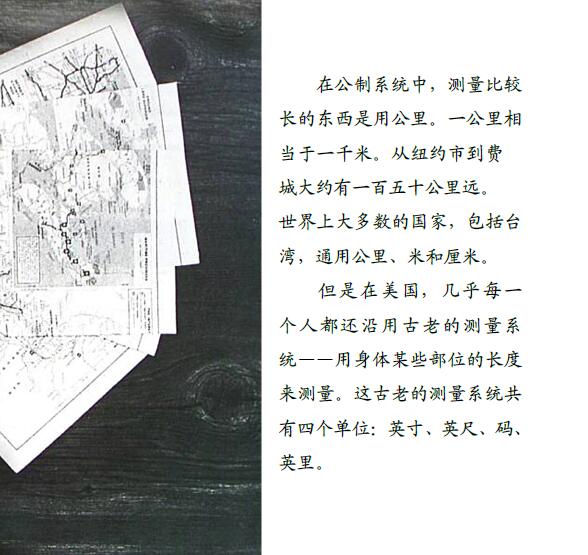 在公制系统中，测量比较
长的东西是用公里。一公里相
当于一千米。从纽约市到费
城大约有一百五十公里远。
世界上大多数的国家，包括台
湾，通用公里、米和厘米。
但是在美国，几乎每一
个人都还沿用古老的测量系
统——用身体某些部位的长度
来测量。这古老的测量系统共
有四个单位：英寸、英尺、码、
英里。